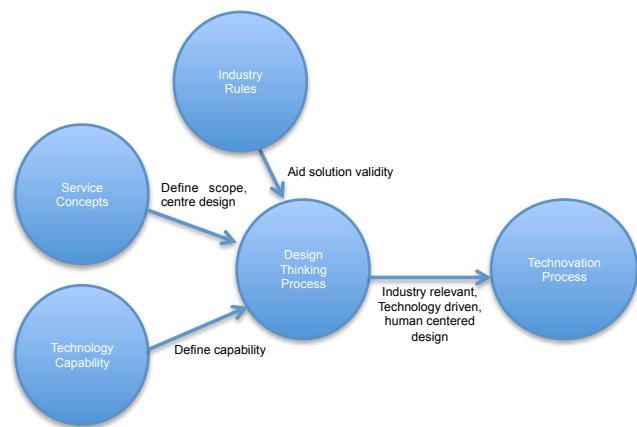 Industry
Rules
Aid solution validity
Service
Concepts
Define scope,
centre design
Design
Thinking
Process
Technovation
Process
Industry relevant,
Technology driven,
human centered
design
Technology
Capability
Define capability